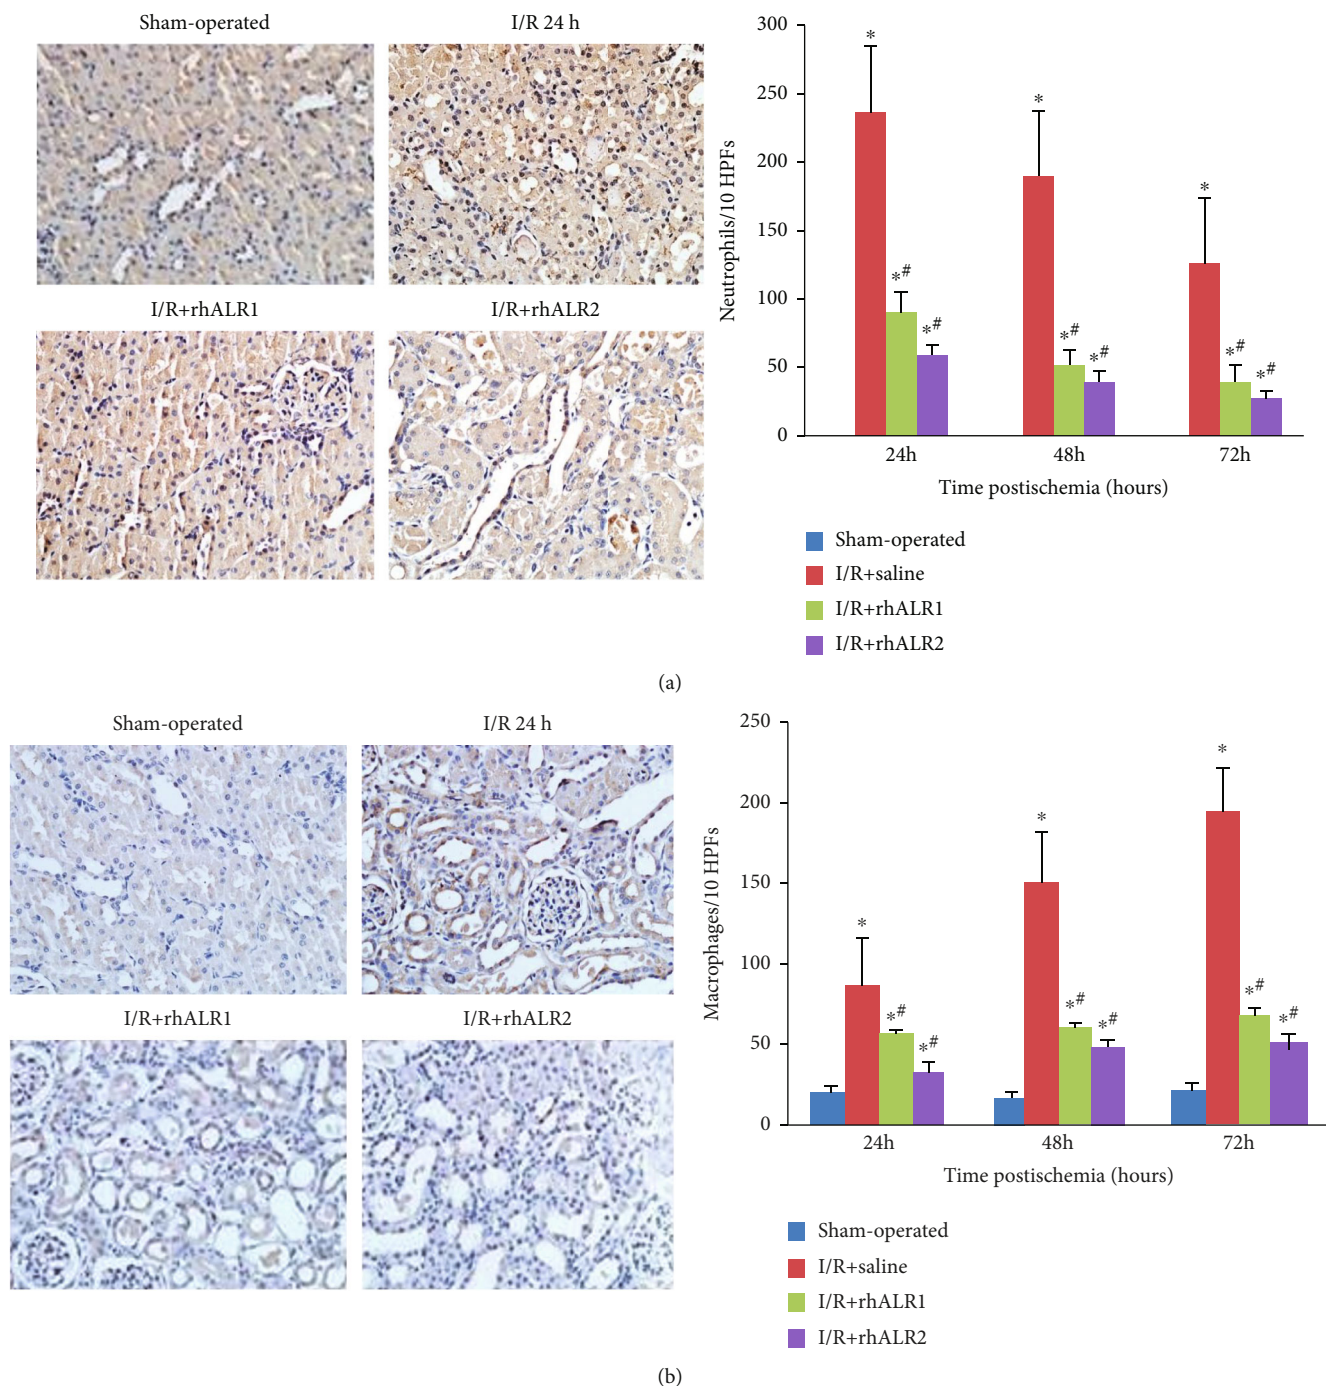 Sham-operated
I/R 24 h
I/R+rhALR1
I/R+rhALR2
Neutrophils/10 HPFs
300
250
200
150
100
50
0
*
*#
*#
*
*#
*#
*
*#
*#
24h
48h
72h
Time postischemia (hours)
Sham-operated
I/R+saline
I/R+rhALR1
I/R+rhALR2
(a)
Sham-operated
I/R 24 h
I/R+rhALR1
I/R+rhALR2
Macrophages/10 HPFs
250
200
150
100
50
0
*
*#
*#
*
*#
*#
*
*#
*#
24h
48h
72h
Time postischemia (hours)
Sham-operated
I/R+saline
I/R+rhALR1
I/R+rhALR2
(b)